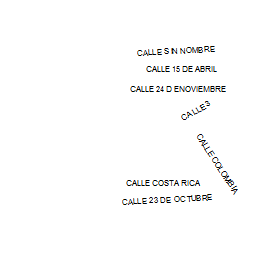 CALLE SIN NOMBRE
CALLE 15 DE ABRIL
CALLE 24 D ENOVIEMBRE
CALLE 3
CALLE COLOMBIA
CALLE COSTA RICA
CALLE 23 DE OCTUBRE